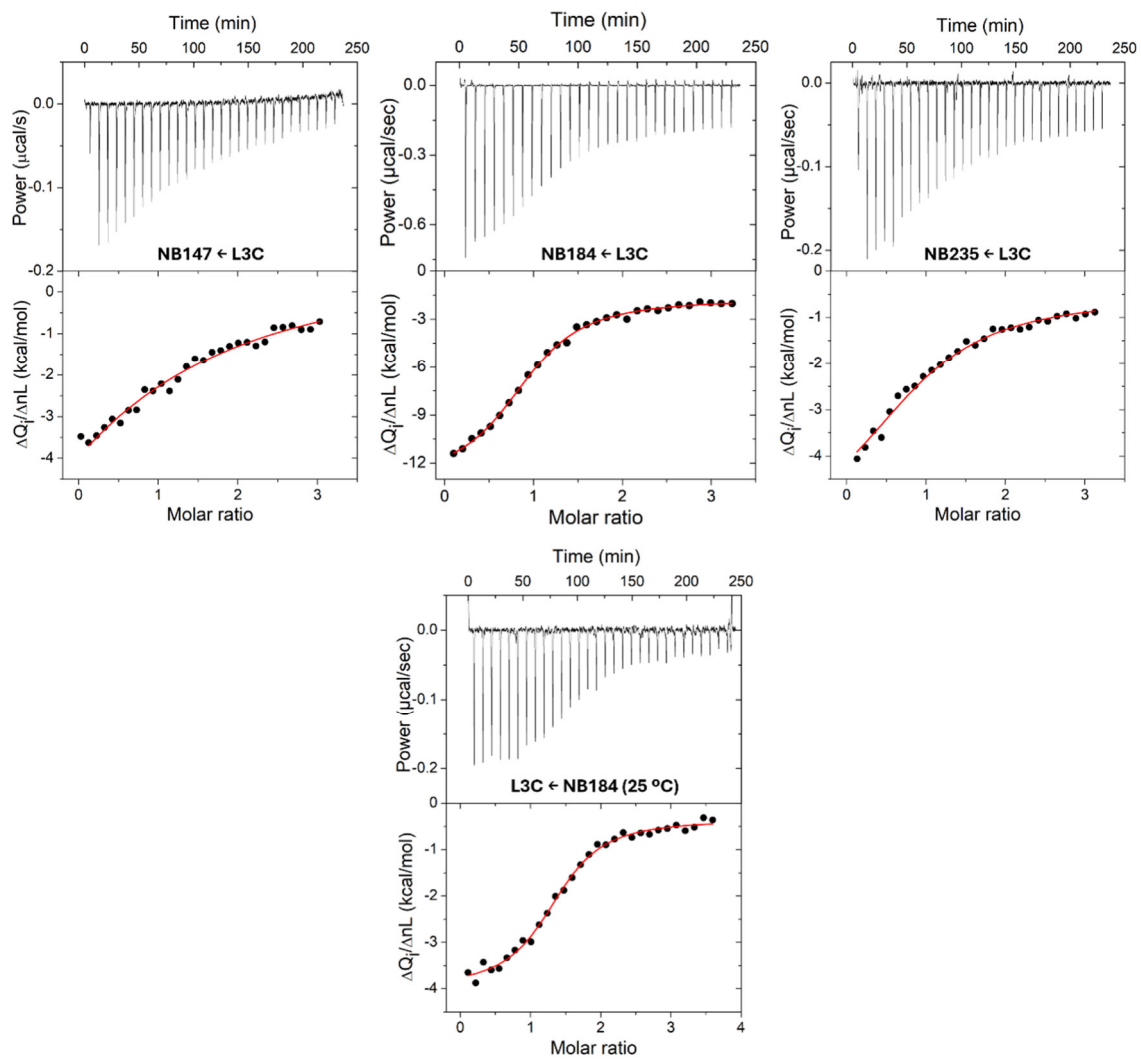 Time (min)
0 50 100 150 200 250
0.0
-0.1
-0.2
Power (μcal/s)
NB147 ← L3C
0
-1
-2
-3
-4
ΔQi/ΔnL (kcal/mol)
0 1 2 3
Molar ratio
Time (min)
0 50 100 150 200 250
0.0
-0.3
-0.6
0
Power (μcal/sec)
NB184 ← L3C
-3
-6
-9
-12
ΔQi/ΔnL (kcal/mol)
0 1 2 3
Molar ratio
Time (min)
0 50 100 150 200 250
0.0
-0.1
-0.2
0
Power (μcal/sec)
NB235 ← L3C
-1
-2
-3
-4
ΔQi/ΔnL (kcal/mol)
0 1 2 3
Molar ratio
Time (min)
0 50 100 150 200 250
0.0
-0.1
-0.2
0
Power (μcal/sec)
L3C ← NB184 (25 ºC)
-1
-2
-3
-4
ΔQi/ΔnL (kcal/mol)
0 1 2 3 4
Molar ratio